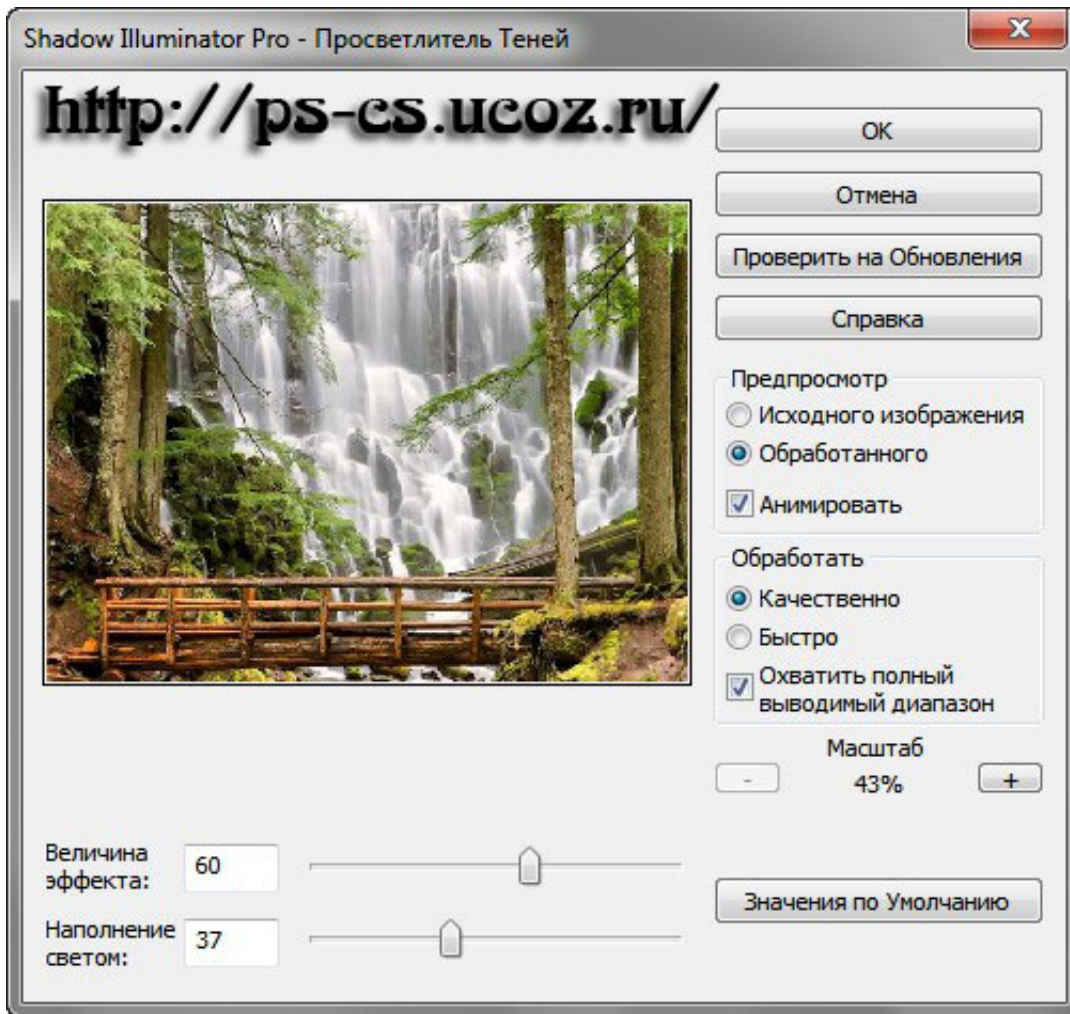 Shadow Illuminator Pro - Просветлитель Теней
http://ps-cs.ucoz.ru/
ОК
Отмена
Проверить на Обновления
Справка
Предпросмотр
Исходного изображения
Обработанного
Анимировать
Обработать
Качественно
Быстро
Охватить полный
выводимый диапазон
Масштаб
- 43% +
Величина
эффекта:
60
Наполнение
светом:
37
Значения по Умолчанию